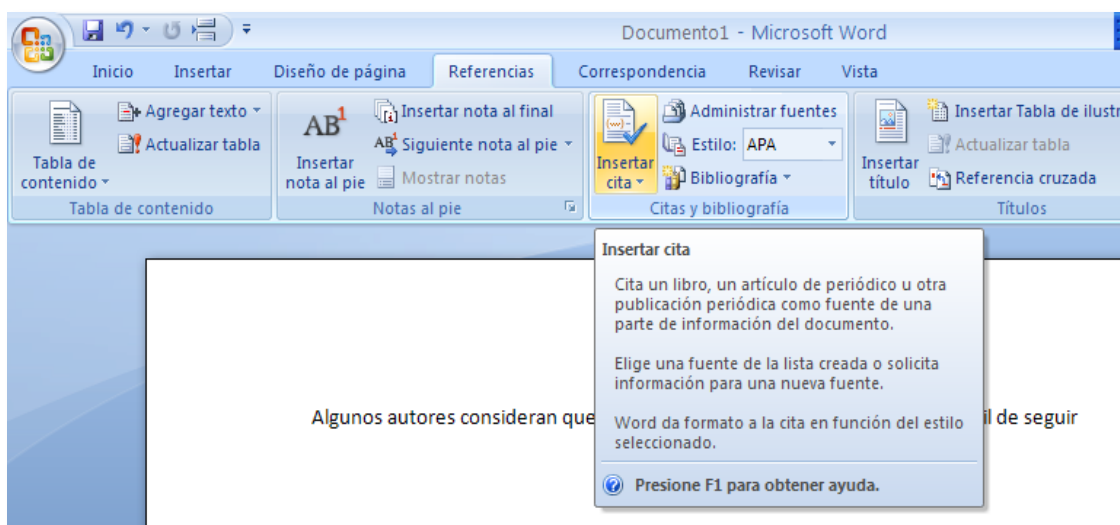 Documento1 - Microsoft Word
Inicio Insertar Diseño de página Referencias Correspondencia Revisar Vista
Tabla de
contenido
Agregar texto
Actualizar tabla
Tabla de contenido
AB1
Insertar
nota al pie
Insertar nota al final
AB1 Siguiente nota al pie
Mostrar notas
Notas al pie
Insertar
cita
Administrar fuentes
Estilo: APA
Bibliografía
Citas y bibliografía
Insertar
título
Insertar Tabla de ilustr
Actualizar tabla
Referencia cruzada
Títulos
Insertar cita
Cita un libro, un artículo de periódico u otra
publicación periódica como fuente de una
parte de información del documento.
Elige una fuente de la lista creada o solicita
información para una nueva fuente.
Word da formato a la cita en función del estilo
seleccionado.
Presione F1 para obtener ayuda.
Algunos autores consideran que il de seguir